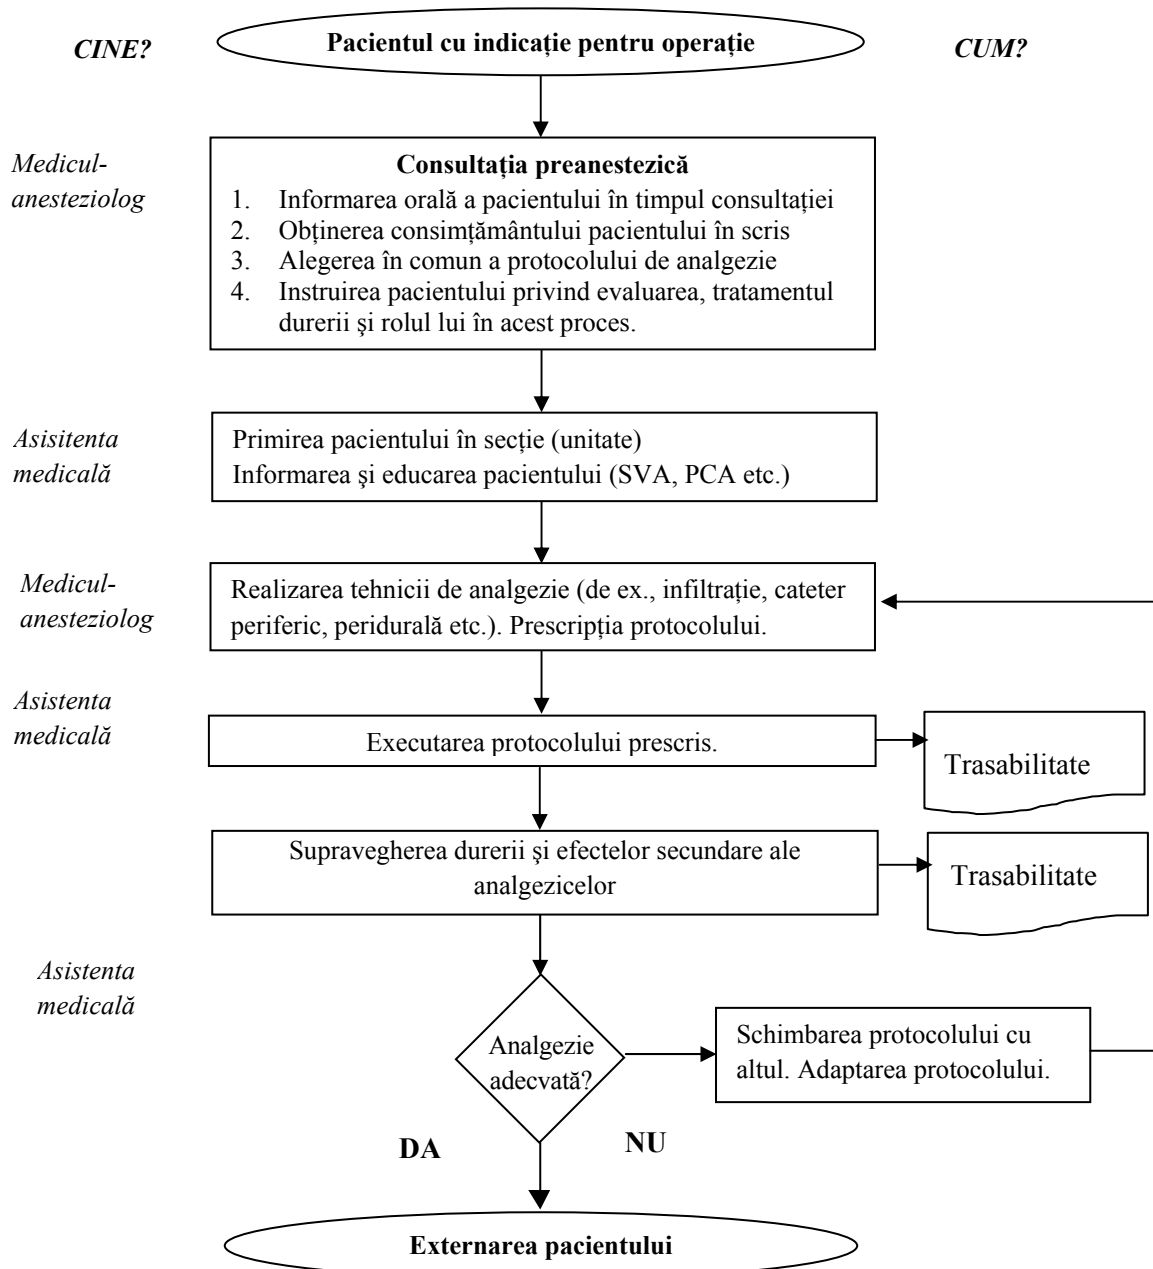 CINE?
Pacientul cu indicație pentru operație
CUM?
Medicul-
anesteziolog
Consultația preanestezică
1. Informarea orală a pacientului în timpul consultației
2. Obținerea consimțământului pacientului în scris
3. Alegerea în comun a protocolului de analgezie
4. Instruirea pacientului privind evaluarea, tratamentul
durerii şi rolul lui în acest proces.
Asisitenta
medicală
Primirea pacientului în secție (unitate)
Informarea şi educarea pacientului (SVA, PCA etc.)
Medicul-
anesteziolog
Realizarea tehnicii de analgezie (de ex., infiltrație, cateter
periferic, peridurală etc.). Prescripția protocolului.
Asistenta
medicală
Executarea protocolului prescris.
Trasabilitate
Supravegherea durerii şi efectelor secundare ale
analgezicelor
Trasabilitate
Asistenta
medicală
Analgezie
adecvată?
Schimbarea protocolului cu
altul. Adaptarea protocolului.
DA
NU
Externarea pacientului